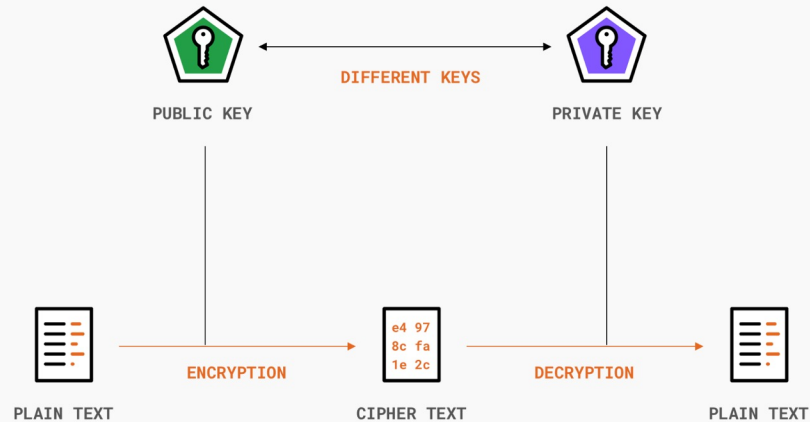 DIFFERENT KEYS
PUBLIC KEY
PRIVATE KEY
e4 97
8c fa
1e 2c
ENCRYPTION
DECRYPTION
PLAIN TEXT
CIPHER TEXT
PLAIN TEXT